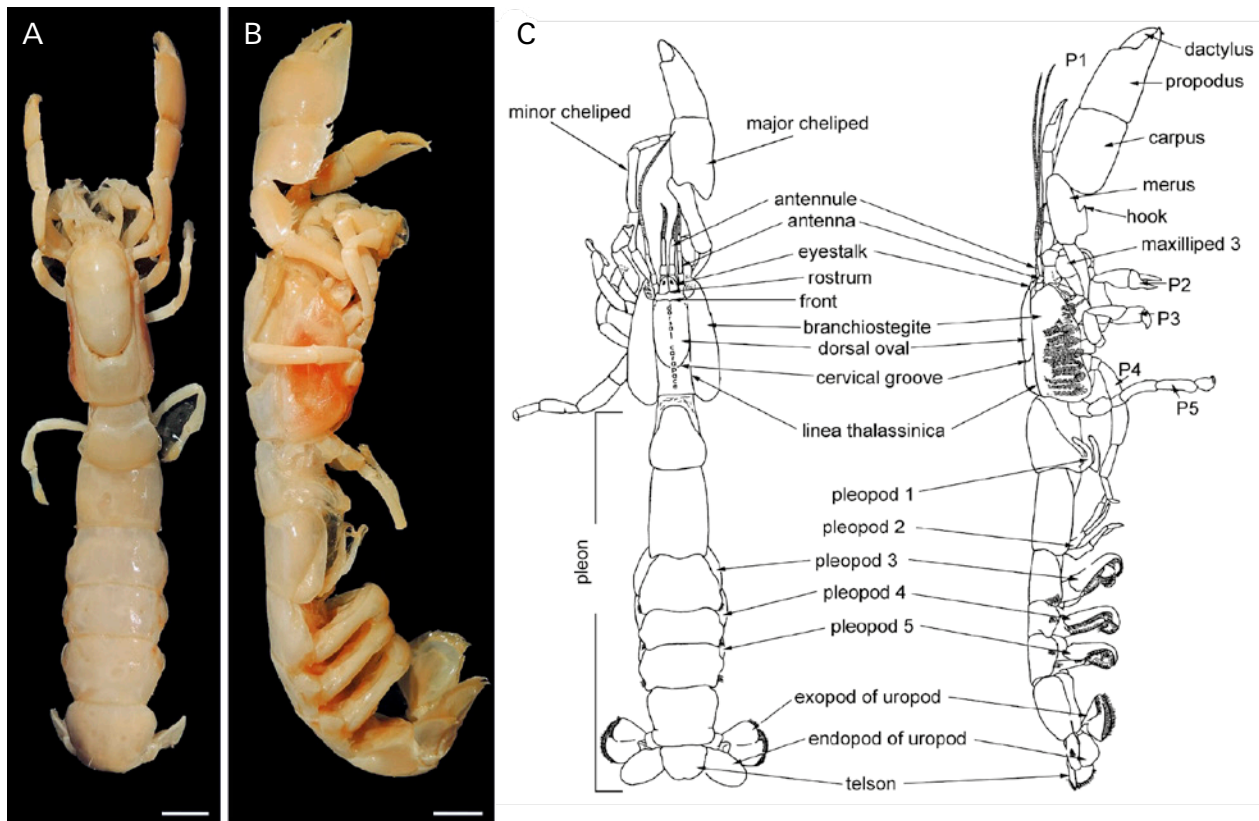 A
B
C
minor cheliped
major cheliped
antennule
antenna
eyestalk
rostrum
front
branchiostegite
dorsal oval
cervical groove
linea thalassinica
dorsal carapace
pleon
pleopod 1
pleopod 2
pleopod 3
pleopod 4
pleopod 5
exopod of uropod
endopod of uropod
telson
P1
dactylus
propodus
carpus
merus
hook
maxilliped 3
P2
P3
P4
P5